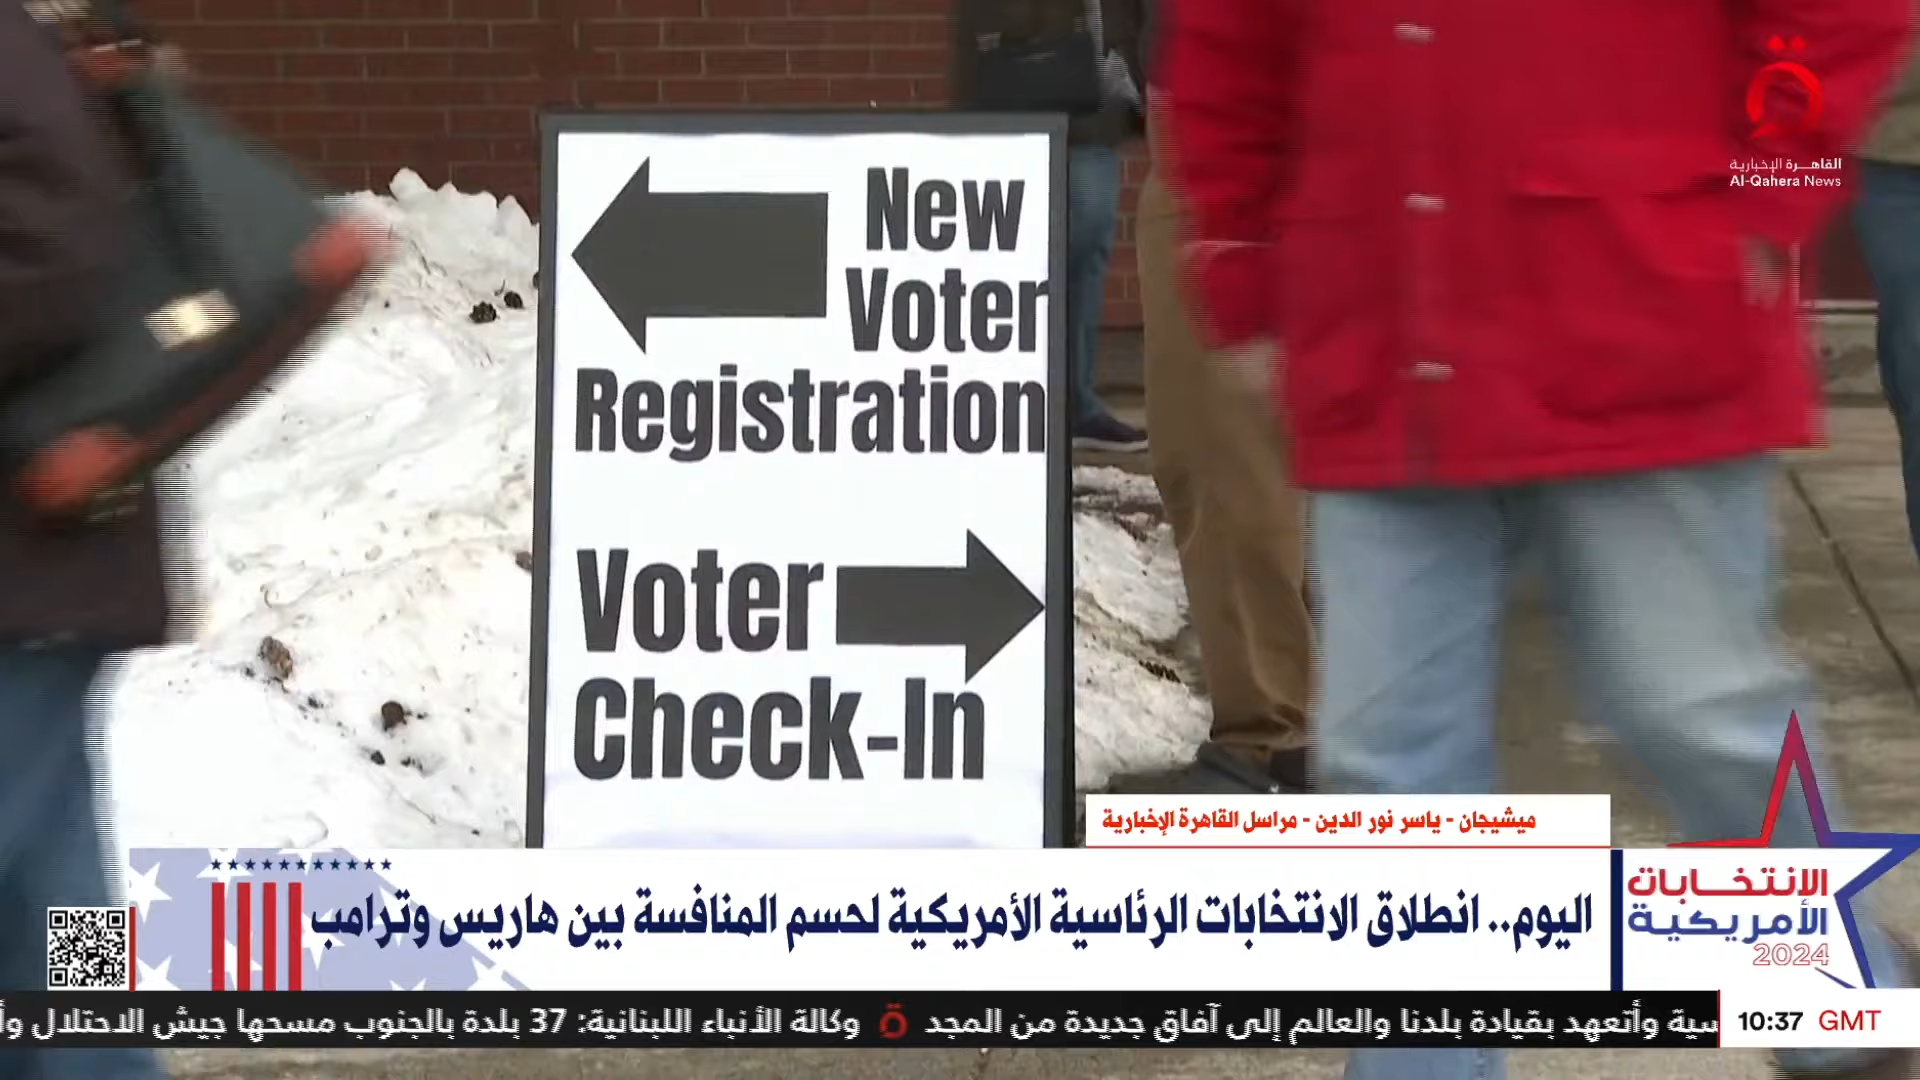 القاهرة الإخبارية
Al-Qahera News
New
Voter
Registration
Voter
Check-In
ميشيجان - ياسر نور الدين - مراسل القاهرة الإخبارية
اليوم.. انطلاق الانتخابات الرئاسية الأمريكية لحسم المنافسة بين هاريس وترامب
الانتخابات
الأمريكية
2024
وأتعهد بقيادة بلدنا والعالم إلى آفاق جديدة من المجد وكالة الأنباء اللبنانية: 37 بلدة بالجنوب مسحها جيش الاحتلال
10:37 GMT